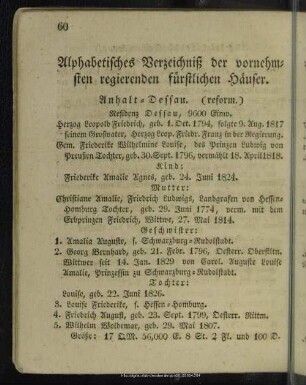 60
Alphabetisches Verzeichniß der vornehm-
sten regierenden fürstlichen Häuser.
Anhalt-Dessau. (reform.)
Residenz Dessau, 9600 Einw.
Herzog Leopold Friedrich, geb. 1. Oct. 1794, folgte 9. Aug. 1817
seinem Großvater, Herzog Leop. Friedr. Franz in der Regierung.
Gem. Friederike Wilhelmine Louise, des Prinzen Ludwig von
Preußen Tochter, geb. 30. Sept. 1796, vermählt 18. April 1818.
Kind:
Friederike Amalie Agnes, geb. 24. Juni 1824.
Mutter:
Christiane Amalie, Friedrich Ludwigs, Landgrafen von Hessen-
Homburg Tochter, geb. 29. Juni 1774, verm. mit dem
Erbprinzen Friedrich, Wittwe, 27. Mai 1814.
Geschwister:
1. Amalia Auguste, s. Schwarzburg-Rudolstadt.
2. Georg Bernhard, geb. 21. Febr. 1796, Oesterr. Oberstltn.
Wittwer seit 14. Jan. 1829 von Carol. Auguste Louise
Amalie, Prinzessin zu Schwarzburg-Rudolstadt.
Tochter:
Louise, geb. 22. Juni 1826.
3. Louise Friederike, s. Hessen-Homburg.
4. Friedrich August, geb. 23. Sept. 1799, Oesterr. Rittm.
5. Wilhelm Woldemar, geb. 29. Mai 1807.
Größe: 17 Q.M. 56,000 E. 8 St. 2 Fl. und 100 D.